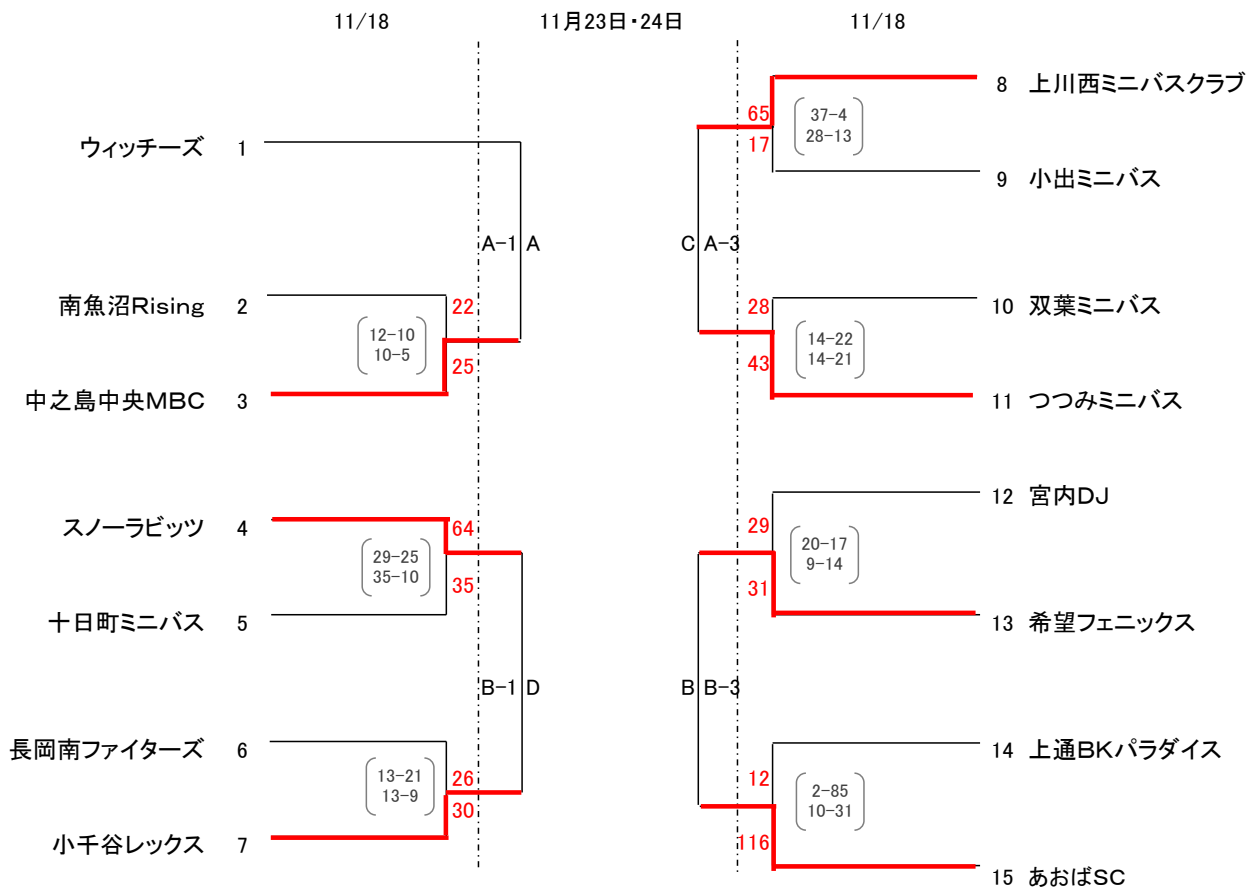 11/18
11月23日・24日
11/18
ウィッチーズ 1
A-1 A
南魚沼Rising 2
22
12-10
10-5
25
中之島中央MBC 3
スノーラビッツ 4
64
29-25
35-10
35
十日町ミニバス 5
B-1 D
長岡南ファイターズ 6
26
13-21
13-9
30
小千谷レックス 7
8 上川西ミニバスクラブ
65
37-4
28-13
17
9 小出ミニバス
C A-3
10 双葉ミニバス
28
14-22
14-21
43
11 つつみミニバス
12 宮内DJ
29
20-17
9-14
31
13 希望フェニックス
B B-3
14 上通BKパラダイス
12
2-85
10-31
116
15 あおばSC